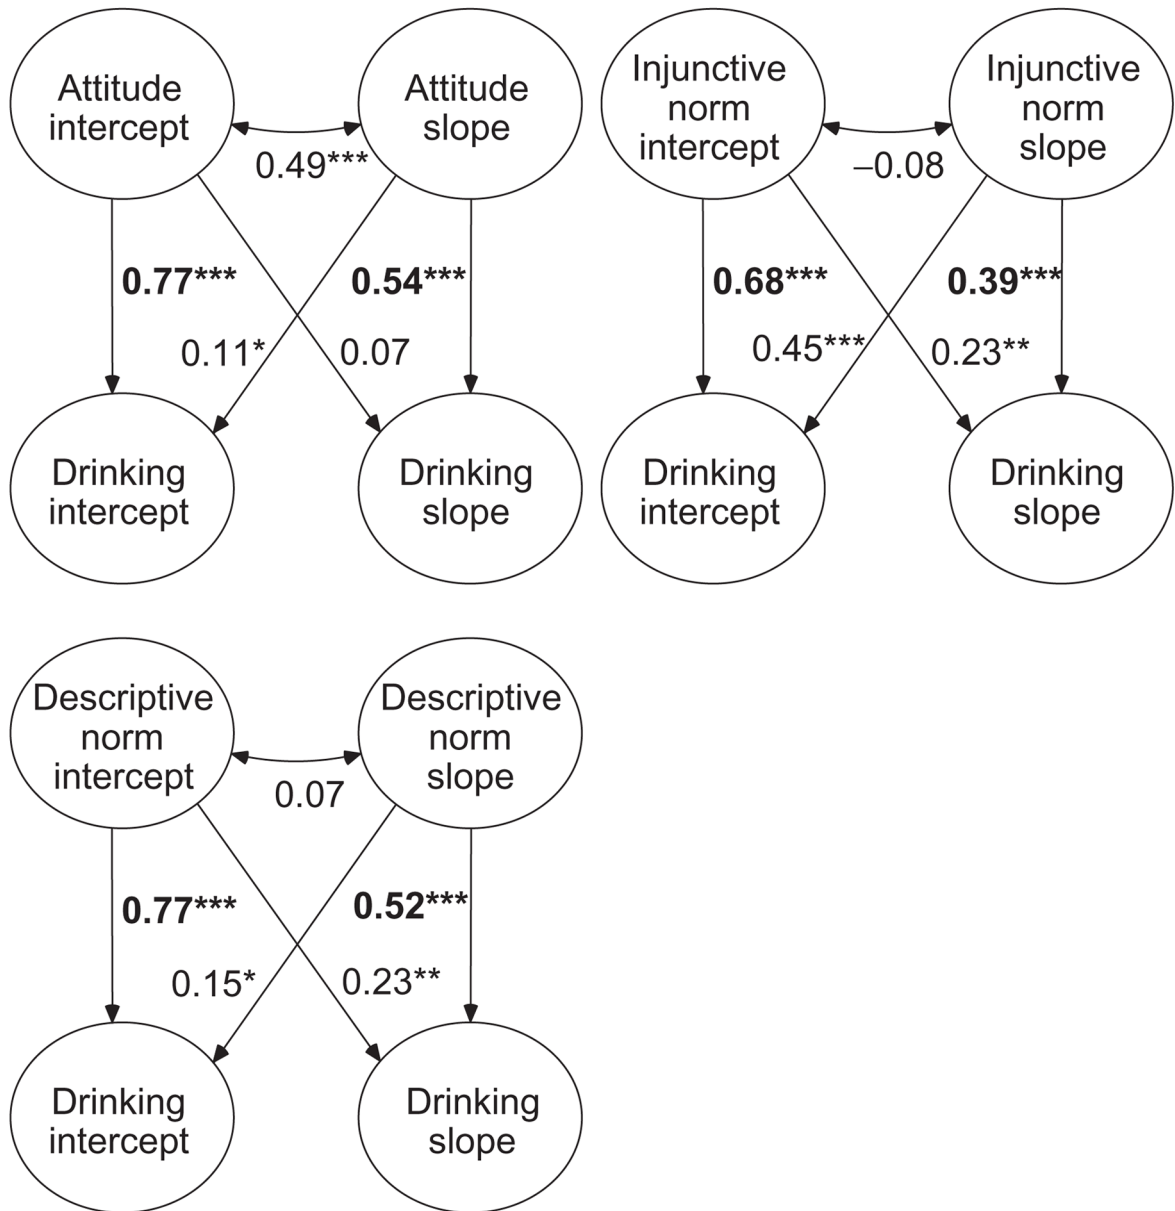 Attitude
intercept
Attitude
slope
0.49***
0.77***
0.54***
0.11*
0.07
Drinking
intercept
Drinking
slope
Injunctive
norm
intercept
Injunctive
norm
slope
–0.08
0.68***
0.39***
0.45***
0.23**
Drinking
intercept
Drinking
slope
Descriptive
norm
intercept
Descriptive
norm
slope
0.07
0.77***
0.52***
0.15*
0.23**
Drinking
intercept
Drinking
slope